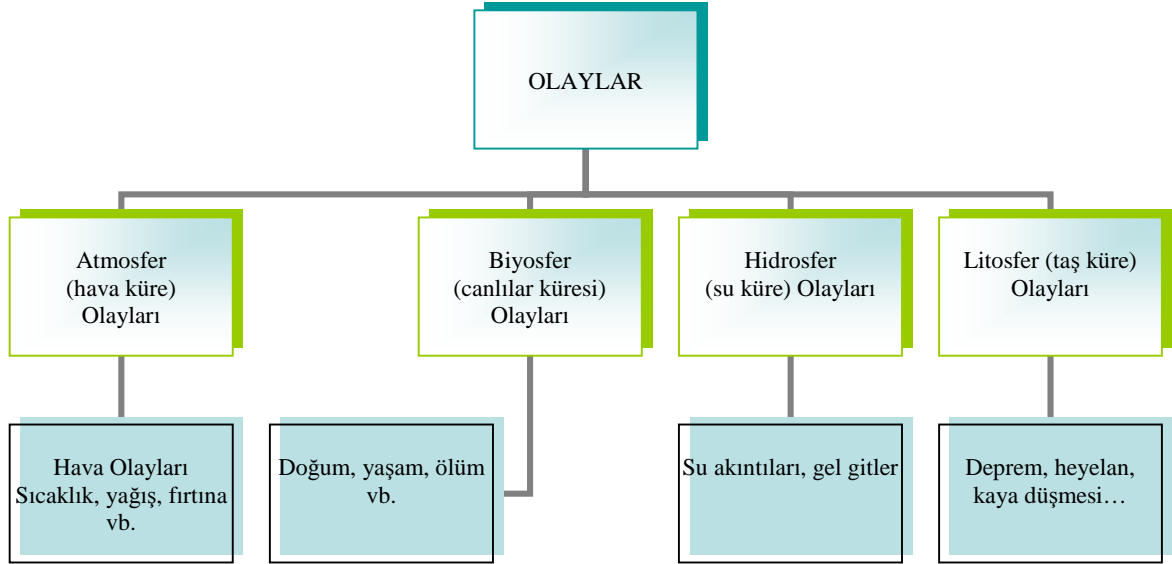 OLAYLAR
Atmosfer
(hava küre)
Olayları
Biyosfer
(canlılar küresi)
Olayları
Hidrosfer
(su küre) Olayları
Litosfer (taş küre)
Olayları
Hava Olayları
Sıcaklık, yağış, fırtına
vb.
Doğum, yaşam, ölüm
vb.
Su akıntıları, gel gitler
Deprem, heyelan,
kaya düşmesi…